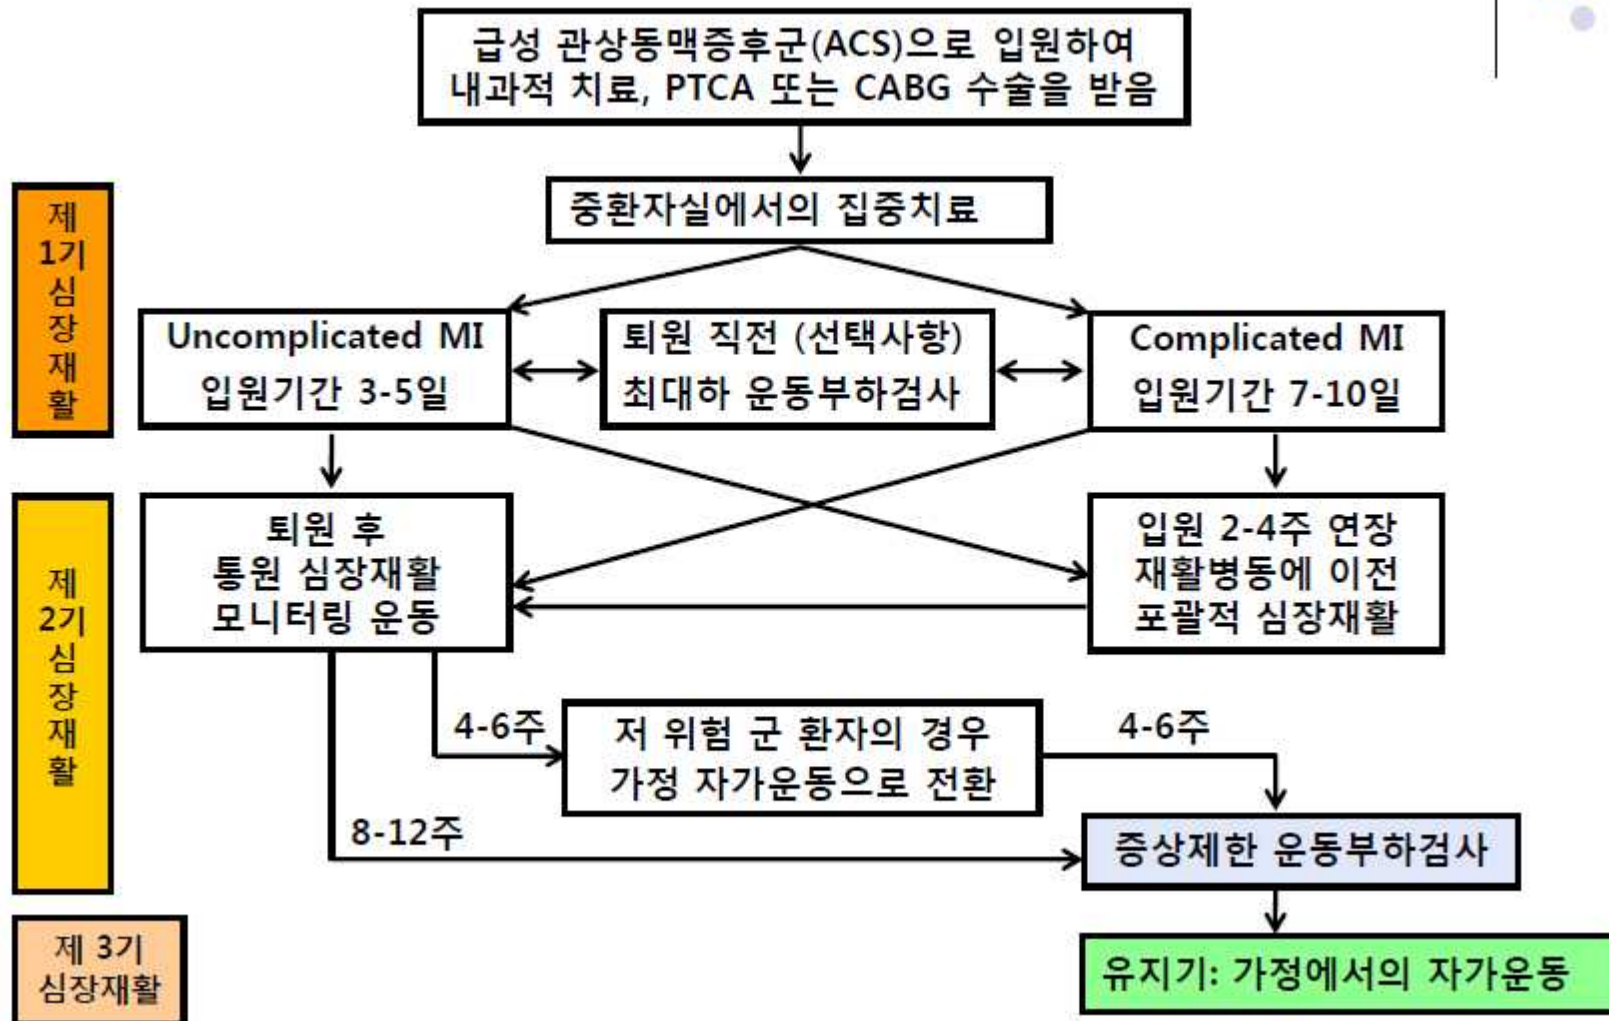 급성 관상동맥증후군(ACS)으로 입원하여
내과적 치료, PTCA 또는 CABG 수술을 받음
제
1기
심
장
재
활
중환자실에서의 집중치료
Uncomplicated MI
입원기간 3-5일
퇴원 직전 (선택사항)
최대하 운동부하검사
Complicated MI
입원기간 7-10일
제
2기
심
장
재
활
퇴원 후
통원 심장재활
모니터링 운동
입원 2-4주 연장
재활병동에 이전
포괄적 심장재활
4-6주
저 위험 군 환자의 경우
가정 자가운동으로 전환
4-6주
8-12주
증상제한 운동부하검사
제 3기
심장재활
유지기: 가정에서의 자가운동